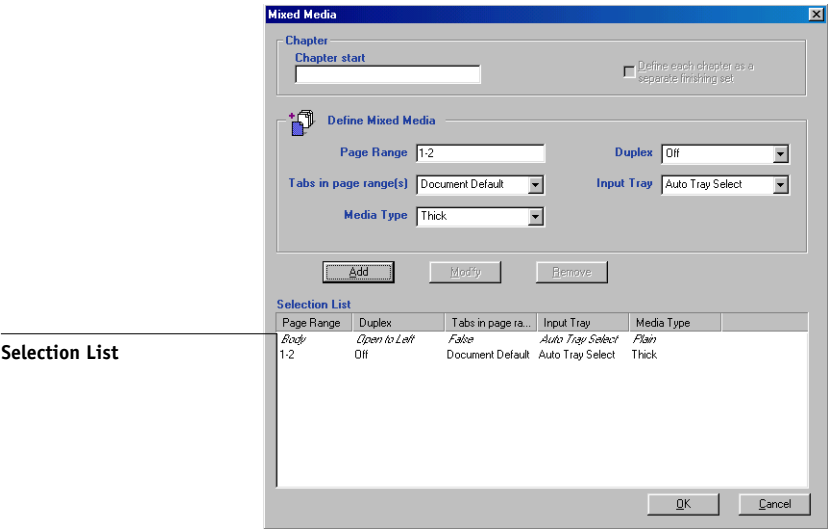 Mixed Media
Chapter
Chapter start
Define each chapter as a
separate finishing set
Define Mixed Media
Page Range 1-2 Duplex Off
Tabs in page range(s) Document Default Input Tray Auto Tray Select
Media Type Thick
Add Modify Remove
Selection List
Page Range Duplex Tabs in page ra... Input Tray Media Type
Body Open to Left False Auto Tray Select Plain
1-2 Off Document Default Auto Tray Select Thick
Selection List
OK Cancel